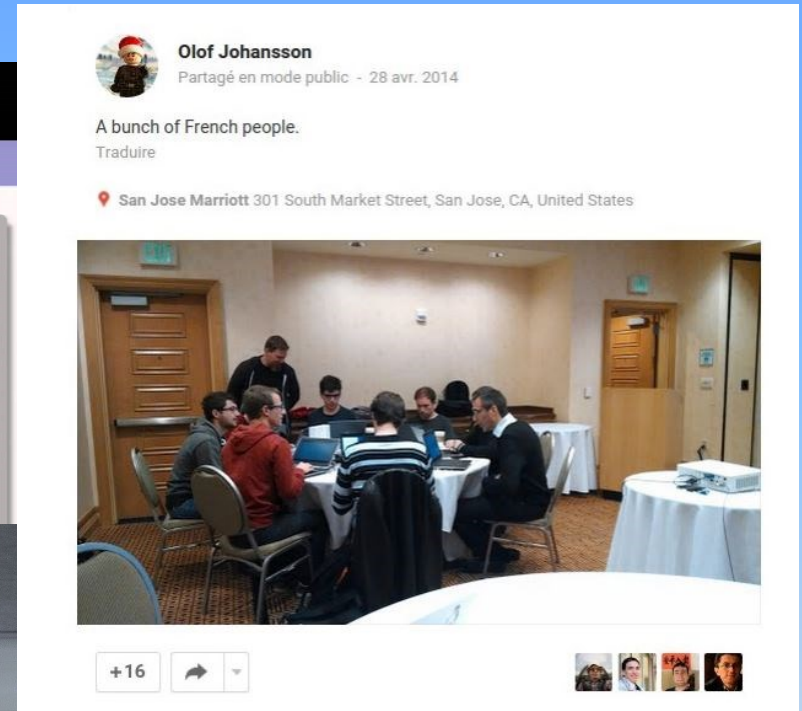 Olof Johansson
Partagé en mode public - 28 avr. 2014
A bunch of French people.
Traduire
San Jose Marriott 301 South Market Street, San Jose, CA, United States
+16